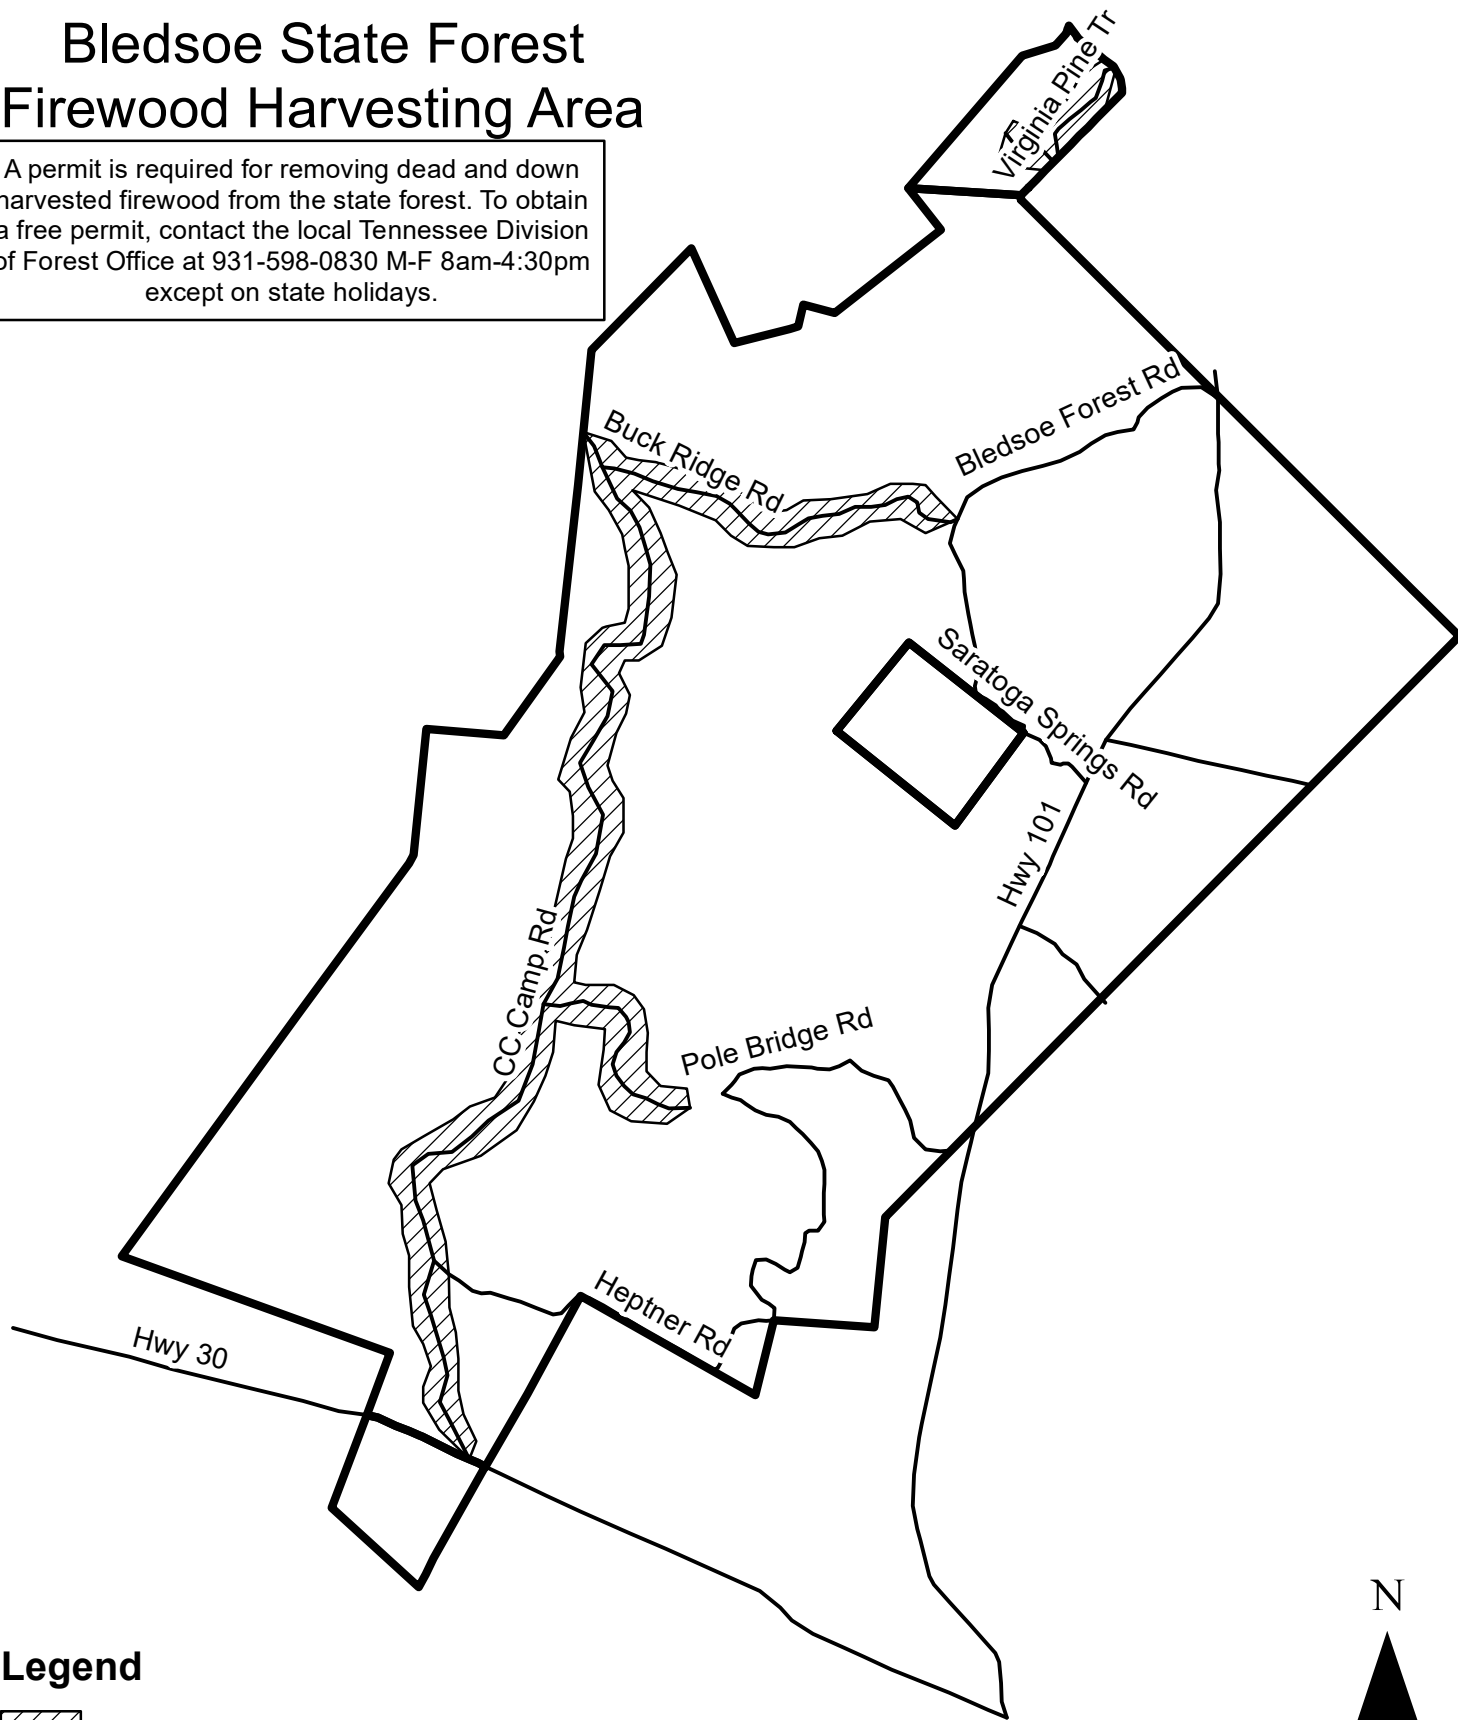 Bledsoe State Forest
Firewood Harvesting Area
A permit is required for removing dead and down
harvested firewood from the state forest. To obtain
a free permit, contact the local Tennessee Division
of Forest Office at 931-598-0830 M-F 8am-4:30pm
except on state holidays.
Virginia Pine Tr
Bledsoe Forest Rd
Buck Ridge Rd
Saratoga Springs Rd
Hwy 101
CC Camp Rd
Pole Bridge Rd
Heptner Rd
Hwy 30
N
Legend